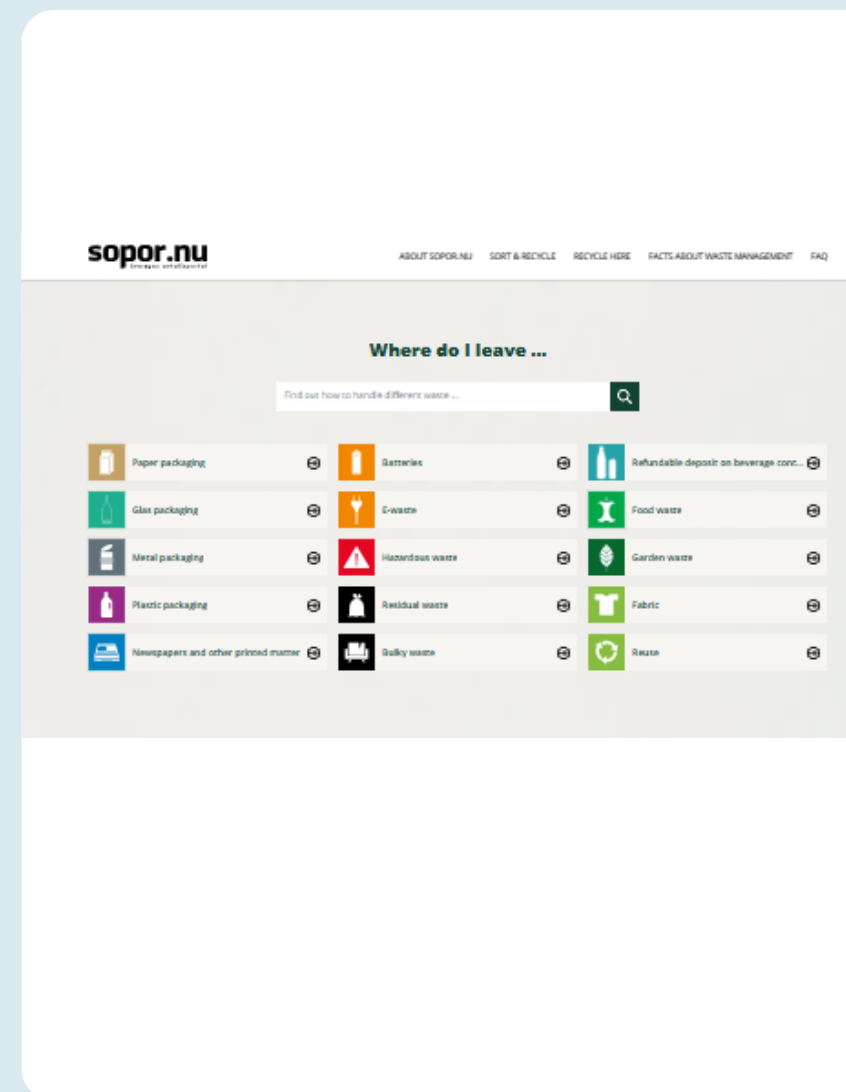 sopor.nu
ABOUT SOPOR.NU SORT & RECYCLE RECYCLE HERE FACTS ABOUT WASTE MANAGEMENT FAQ
Where do I leave ...
Find out how to handle different waste ...
Paper packaging
Batteries
Refundable deposit on beverage cont...
Glas packaging
E-waste
Food waste
Metal packaging
Hazardous waste
Garden waste
Plastic packaging
Residual waste
Fabric
Newspapers and other printed matter
Bulky waste
Reuse